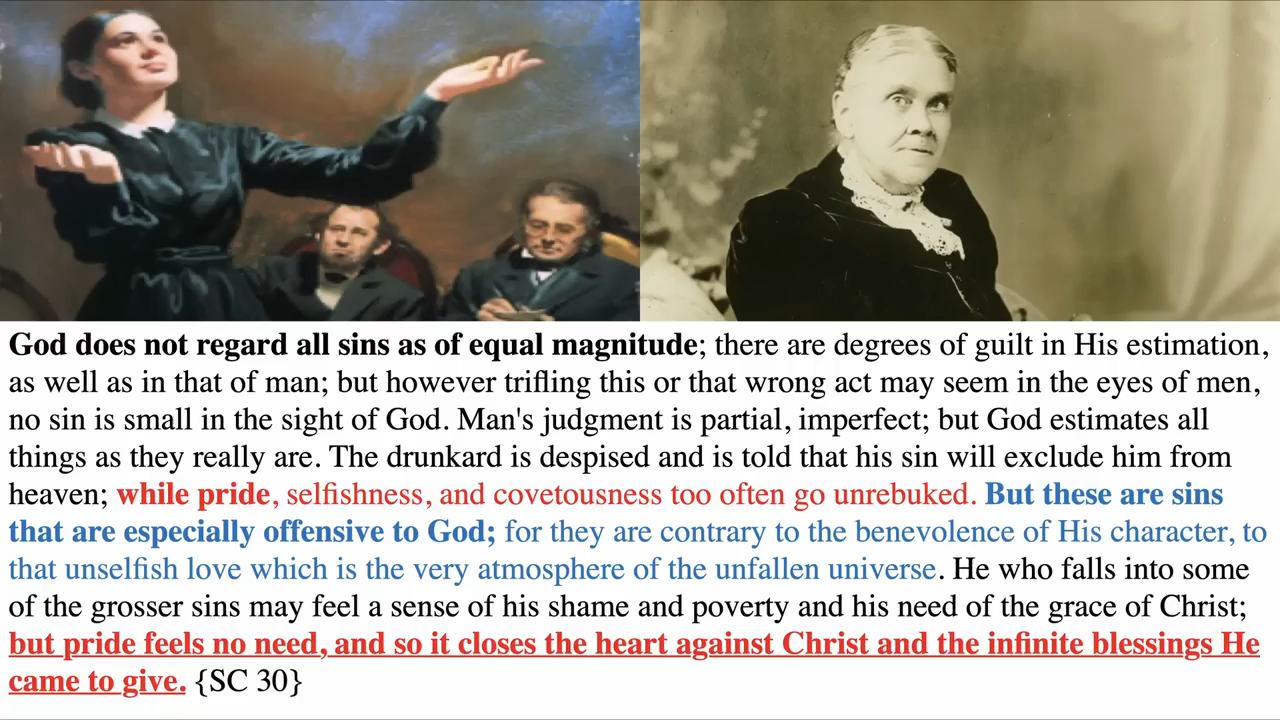 God does not regard all sins as of equal magnitude; there are degrees of guilt in His estimation,
as well as in that of man; but however trifling this or that wrong act may seem in the eyes of men,
no sin is small in the sight of God. Man's judgment is partial, imperfect; but God estimates all
things as they really are. The drunkard is despised and is told that his sin will exclude him from
heaven; while pride, selfishness, and covetousness too often go unrebuked. But these are sins
that are especially offensive to God; for they are contrary to the benevolence of His character, to
that unselfish love which is the very atmosphere of the unfallen universe. He who falls into some
of the grosser sins may feel a sense of his shame and poverty and his need of the grace of Christ;
but pride feels no need, and so it closes the heart against Christ and the infinite blessings He
came to give. {SC 30}